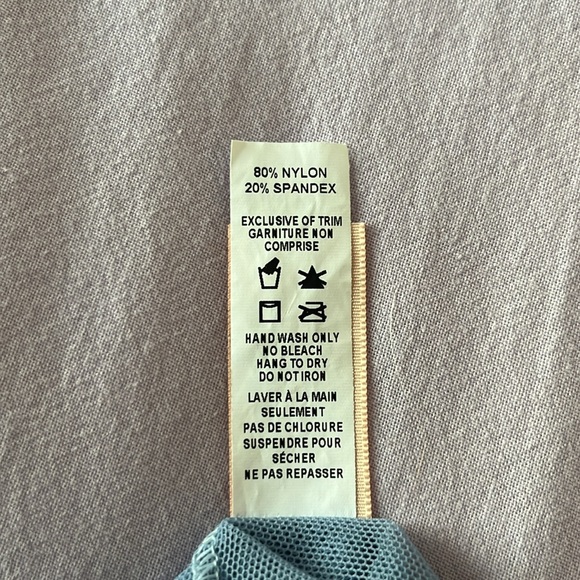 80% NYLON
20% SPANDEX
EXCLUSIVE OF TRIM
GARNITURE NON
COMPRISE
HAND WASH ONLY
NO BLEACH
HANG TO DRY
DO NOT IRON
LAVER À LA MAIN
SEULEMENT
PAS DE CHLORURE
SUSPENDRE POUR
SÉCHER
NE PAS REPASSER